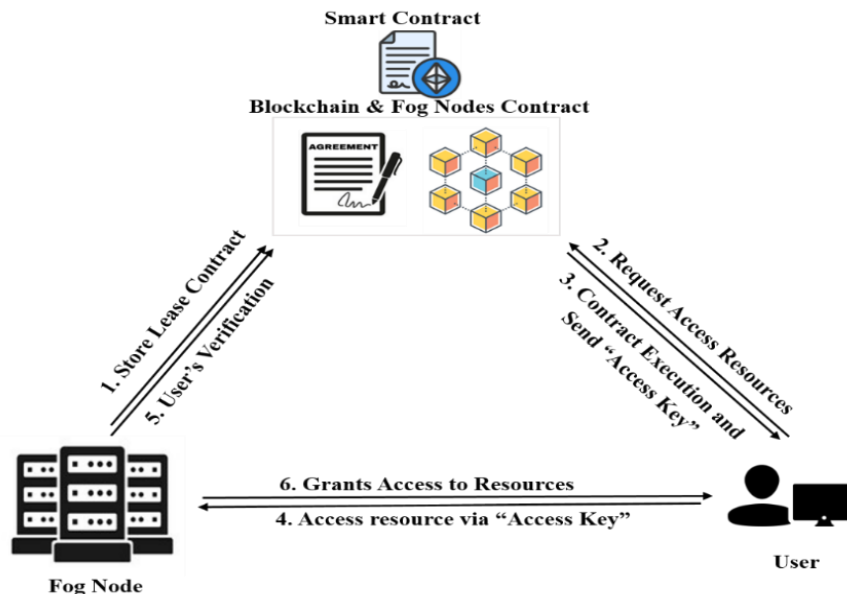 Smart Contract
Blockchain & Fog Nodes Contract
AGREEMENT
1. Store Lease Contract
5. User's Verification
2. Request Access Resources
3. Contract Execution and
Send “Access Key”
6. Grants Access to Resources
4. Access resource via “Access Key”
Fog Node
User